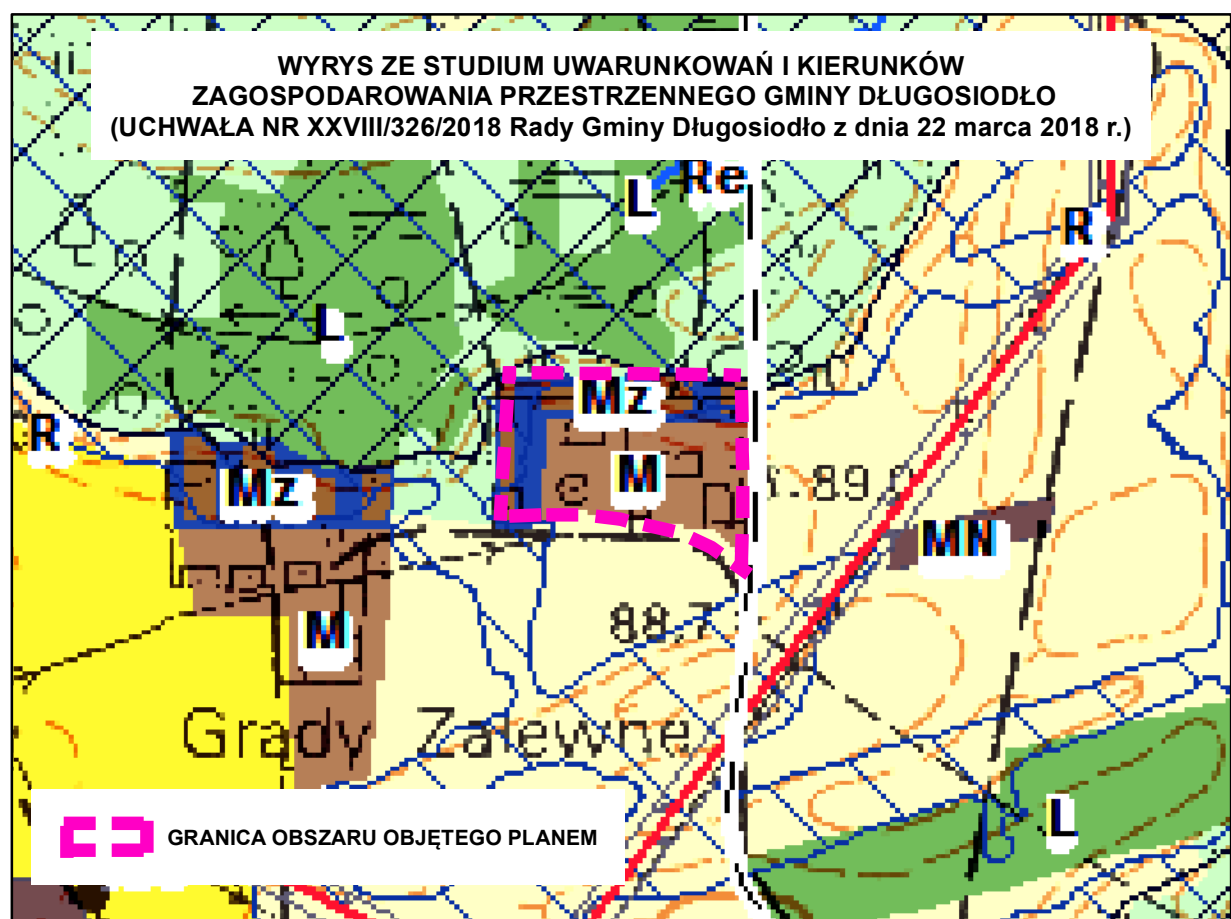 WYRYS ZE STUDIUM UWARUNKOWAŃ I KIERUNKÓW
ZAGOSPODAROWANIA PRZESTRZENNEGO GMINY DŁUGOSIODŁO
(UCHWAŁA NR XXVIII/326/2018 Rady Gminy Długosiodło z dnia 22 marca 2018 r.)
Re
L
R
L
Mz
R
Mz
M
MN
88.7
M
Grady Zalewne
L
GRANICA OBSZARU OBJĘTEGO PLANEM